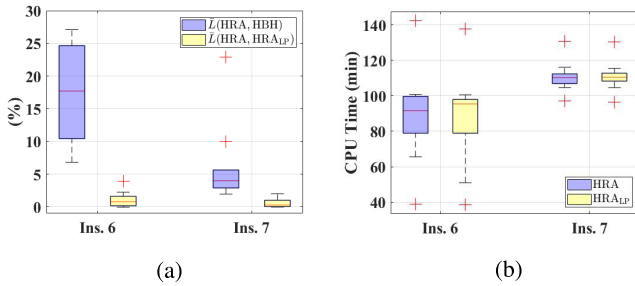 (%)
30
25
20
15
10
5
0
L̄(HRA, HBH)
L̄(HRA, HRA_LP)
Ins. 6
Ins. 7
(a)
CPU Time (min)
140
120
100
80
60
40
HRA
HRA_LP
Ins. 6
Ins. 7
(b)